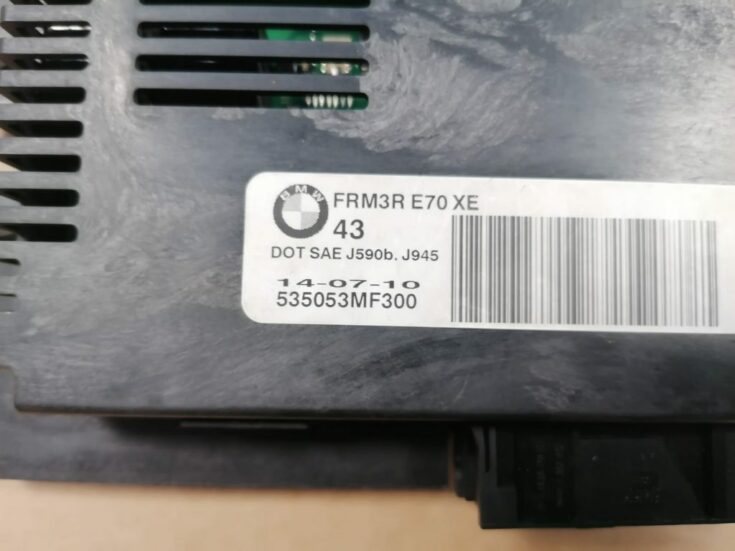 BMW
FRM3R E70 XE
43
DOT SAE J590b. J945
14-07-10
535053MF300